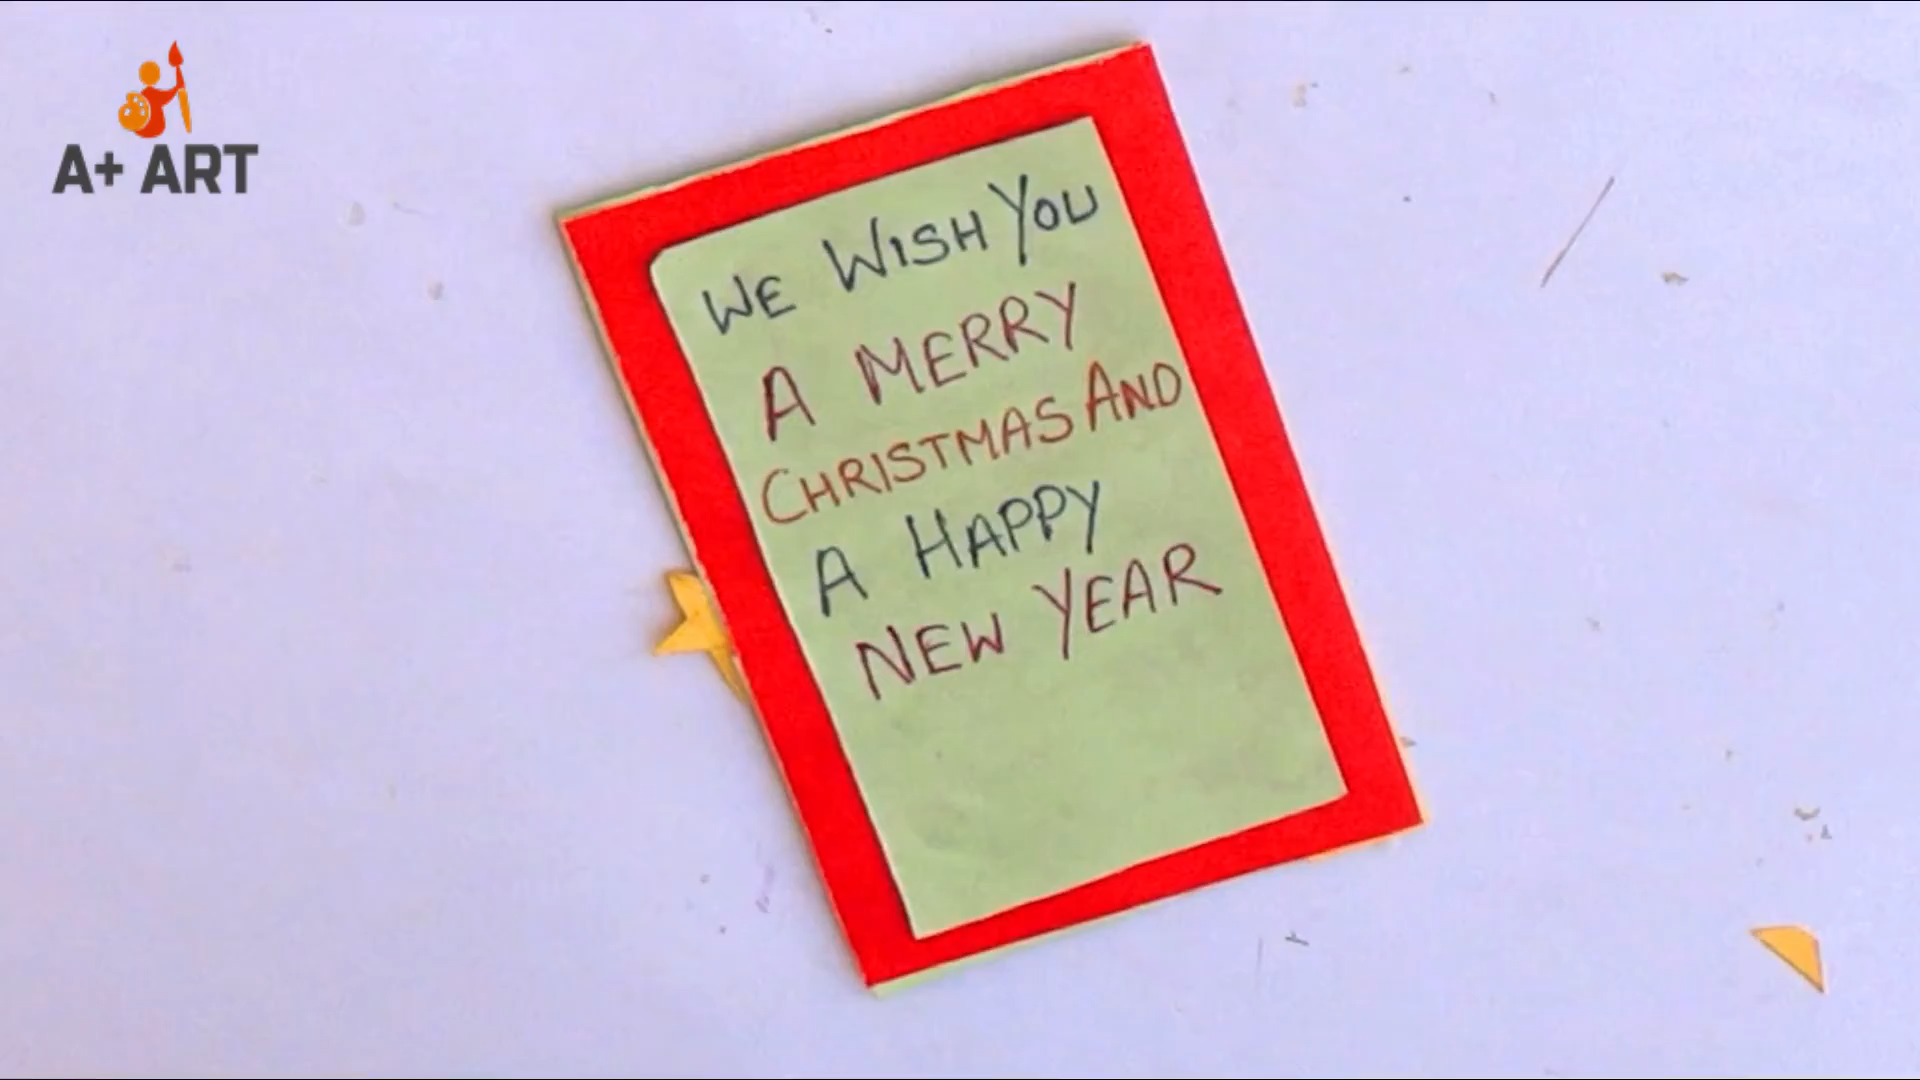 A+ ART
WE WISH YOU
A MERRY
CHRISTMAS AND
A HAPPY
NEW YEAR